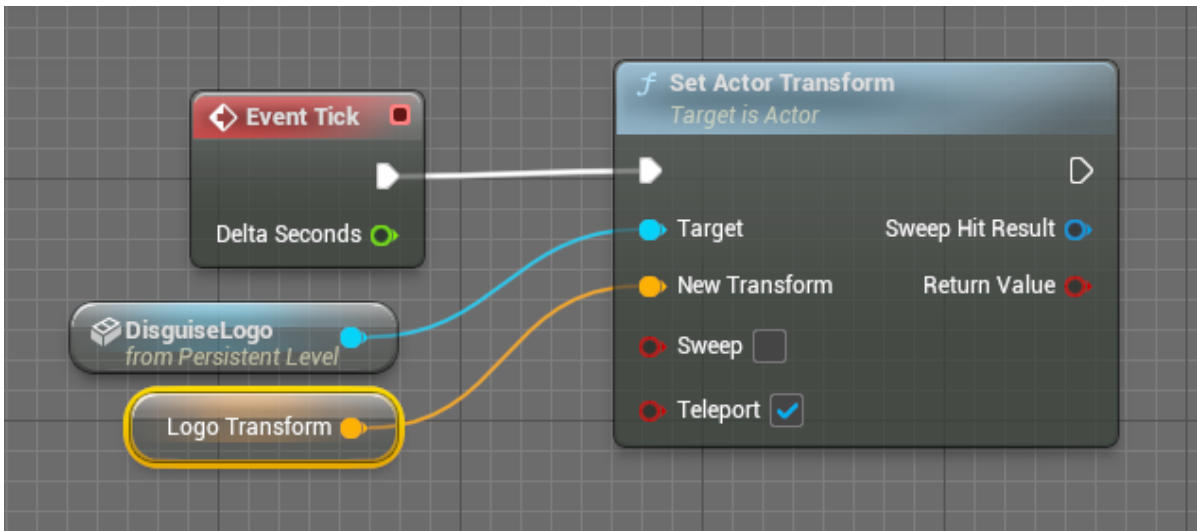 Event Tick
Delta Seconds
DisguiseLogo
from Persistent Level
Logo Transform
f Set Actor Transform
Target is Actor
Target
Sweep Hit Result
New Transform
Return Value
Sweep
Teleport